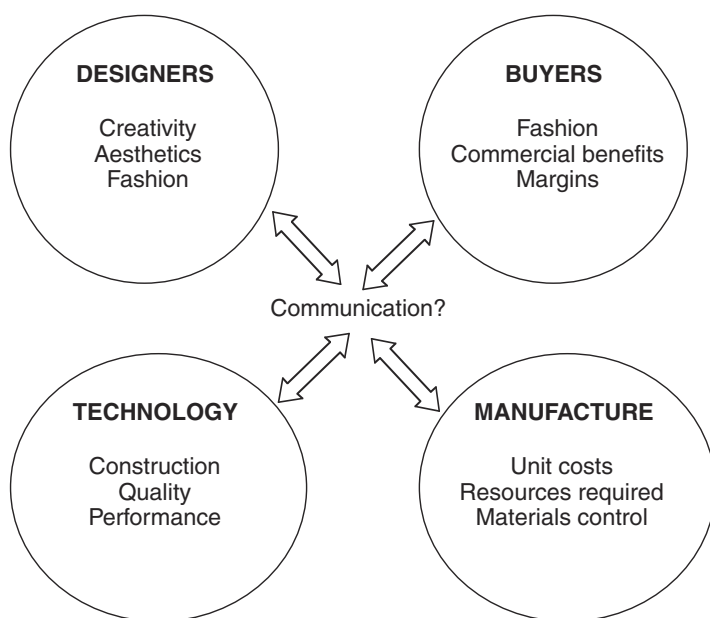 DESIGNERS
Creativity
Aesthetics
Fashion
BUYERS
Fashion
Commercial benefits
Margins
Communication?
TECHNOLOGY
Construction
Quality
Performance
MANUFACTURE
Unit costs
Resources required
Materials control